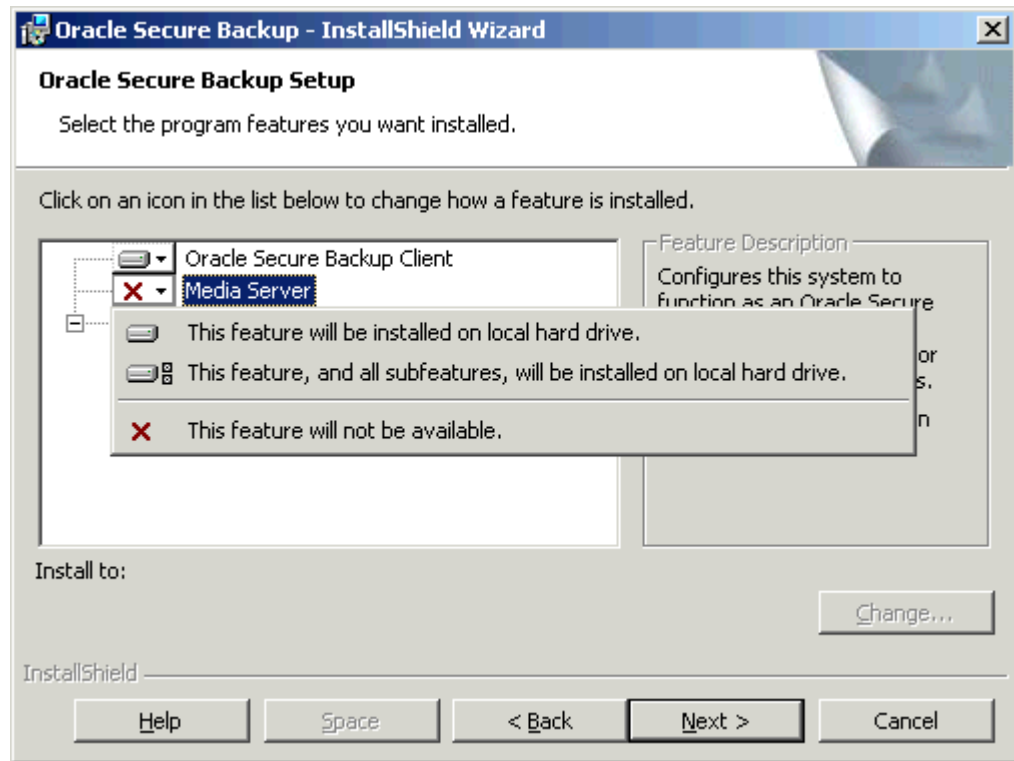 Oracle Secure Backup - InstallShield Wizard
Oracle Secure Backup Setup
Select the program features you want installed.
Click on an icon in the list below to change how a feature is installed.
Oracle Secure Backup Client
Media Server
Feature Description
Configures this system to
function as an Oracle Secure
This feature will be installed on local hard drive.
or
This feature, and all subfeatures, will be installed on local hard drive.
s.
This feature will not be available.
n
Install to:
Change...
InstallShield
Help
Space
< Back
Next >
Cancel